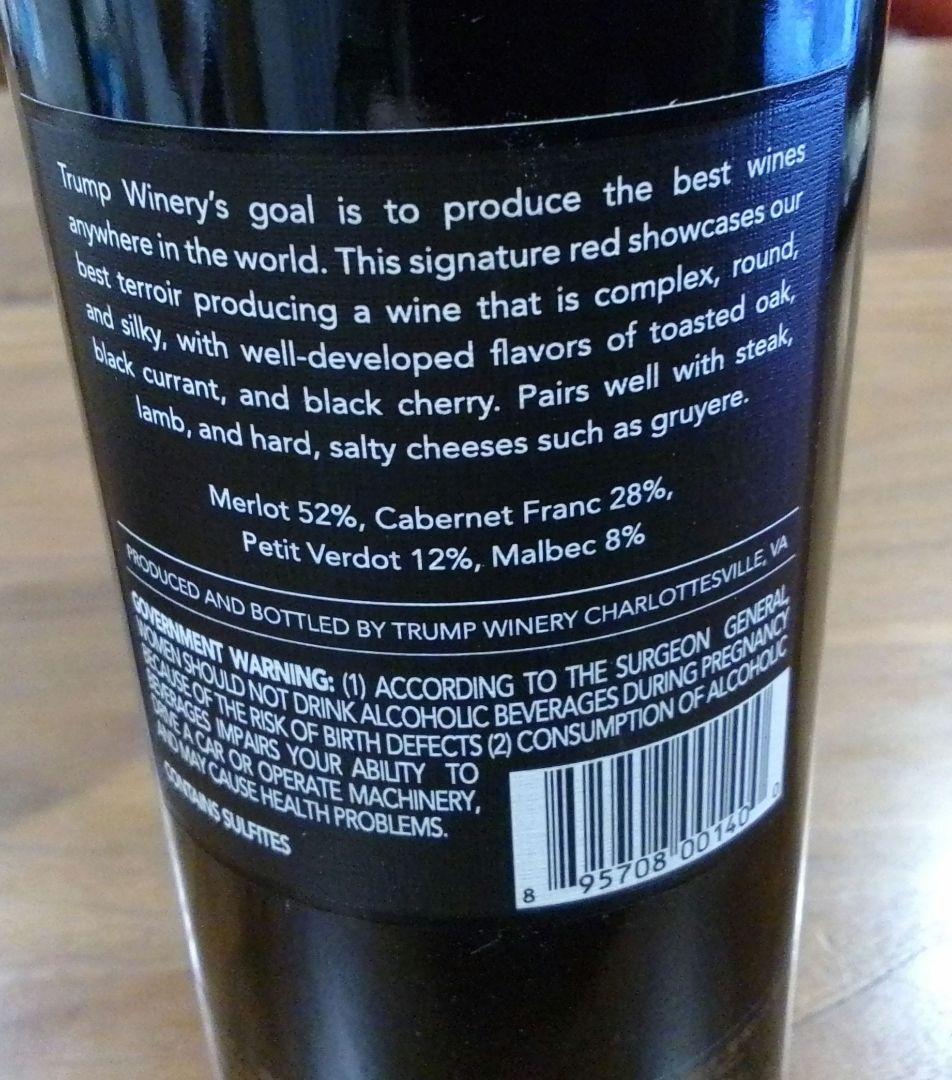 Trump Winery's goal is to produce the best wines
anywhere in the world. This signature red showcases our
best terroir producing a wine that is complex, round,
and silky, with well-developed flavors of toasted oak,
black currant, and black cherry. Pairs well with steak,
lamb, and hard, salty cheeses such as gruyere.
Merlot 52%, Cabernet Franc 28%,
Petit Verdot 12%, Malbec 8%
PRODUCED AND BOTTLED BY TRUMP WINERY CHARLOTTESVILLE, VA
GOVERNMENT WARNING: (1) ACCORDING TO THE SURGEON GENERAL,
WOMEN SHOULD NOT DRINK ALCOHOLIC BEVERAGES DURING PREGNANCY
BECAUSE OF THE RISK OF BIRTH DEFECTS (2) CONSUMPTION OF ALCOHOLIC
BEVERAGES IMPAIRS YOUR ABILITY TO
DRIVE A CAR OR OPERATE MACHINERY,
AND MAY CAUSE HEALTH PROBLEMS.
CONTAINS SULFITES
8 95708 00140 0